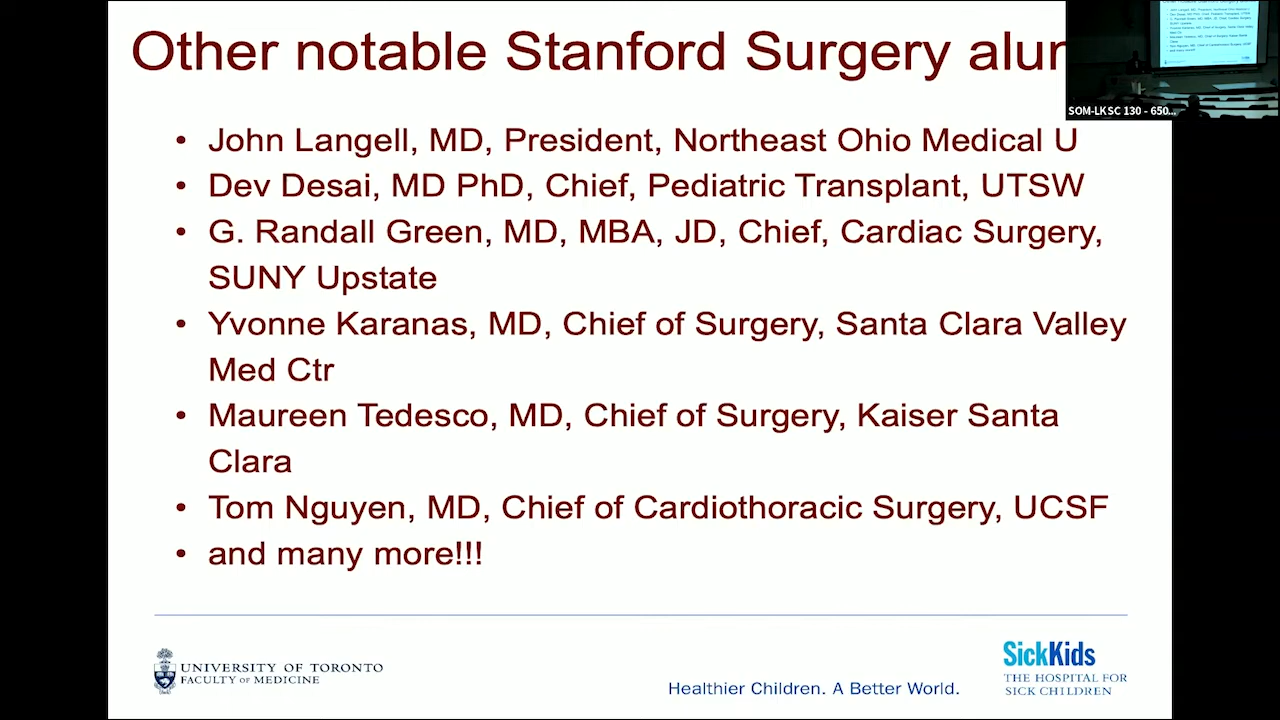 Other notable Stanford Surgery alu
SOM-LKSC 130 - 650...
• John Langell, MD, President, Northeast Ohio Medical U
• Dev Desai, MD PhD, Chief, Pediatric Transplant, UTSW
• G. Randall Green, MD, MBA, JD, Chief, Cardiac Surgery,
SUNY Upstate
• Yvonne Karanas, MD, Chief of Surgery, Santa Clara Valley
Med Ctr
• Maureen Tedesco, MD, Chief of Surgery, Kaiser Santa
Clara
• Tom Nguyen, MD, Chief of Cardiothoracic Surgery, UCSF
• and many more!!!
UNIVERSITY OF TORONTO
FACULTY OF MEDICINE
Healthier Children. A Better World.
SickKids
THE HOSPITAL FOR
SICK CHILDREN